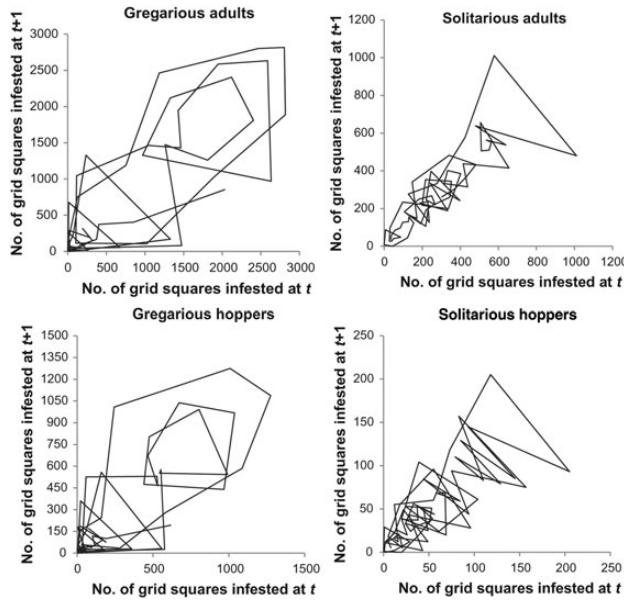 Gregarious adults
No. of grid squares infested at t+1
3000
2500
2000
1500
1000
500
0
0 500 1000 1500 2000 2500 3000
No. of grid squares infested at t
Solitarious adults
No. of grid squares infested at t+1
1200
1000
800
600
400
200
0
0 200 400 600 800 1000 1200
No. of grid squares infested at t
Gregarious hoppers
No. of grid squares infested at t+1
1500
1350
1200
1050
900
750
600
450
300
150
0
0 500 1000 1500
No. of grid squares infested at t
Solitarious hoppers
No. of grid squares infested at t+1
250
200
150
100
50
0
0 50 100 150 200 250
No. of grid squares infested at t